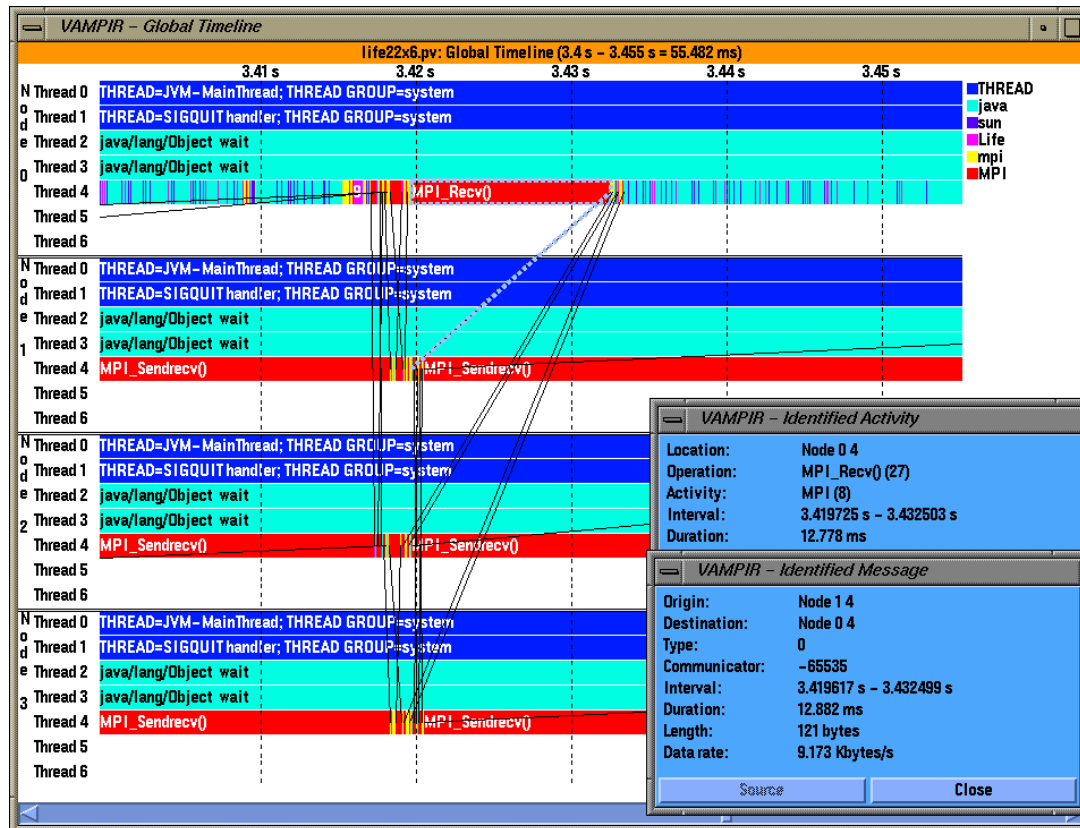 VAMPIR – Global Timeline
life22x6.pv: Global Timeline (3.4 s – 3.455 s = 55.482 ms)
3.41 s 3.42 s 3.43 s 3.44 s 3.45 s
Node 0
Thread 0 THREAD=JVM–MainThread; THREAD GROUP=system
Thread 1 THREAD=SIGQUIT handler; THREAD GROUP=system
Thread 2 java/lang/Object wait
Thread 3 java/lang/Object wait
Thread 4 9 MPI_Recv()
Thread 5
Thread 6
THREAD
java
sun
Life
mpi
MPI
Node 1
Thread 0 THREAD=JVM–MainThread; THREAD GROUP=system
Thread 1 THREAD=SIGQUIT handler; THREAD GROUP=system
Thread 2 java/lang/Object wait
Thread 3 java/lang/Object wait
Thread 4 MPI_Sendrecv() MPI_Sendrecv()
Thread 5
Thread 6
Node 2
Thread 0 THREAD=JVM–MainThread; THREAD GROUP=system
Thread 1 THREAD=SIGQUIT handler; THREAD GROUP=system
Thread 2 java/lang/Object wait
Thread 3 java/lang/Object wait
Thread 4 MPI_Sendrecv() MPI_Sendrecv()
Thread 5
Thread 6
Node 3
Thread 0 THREAD=JVM–MainThread; THREAD GROUP=system
Thread 1 THREAD=SIGQUIT handler; THREAD GROUP=system
Thread 2 java/lang/Object wait
Thread 3 java/lang/Object wait
Thread 4 MPI_Sendrecv() MPI_Sendrecv()
Thread 5
Thread 6
VAMPIR – Identified Activity
Location: Node 0 4
Operation: MPI_Recv() (27)
Activity: MPI (8)
Interval: 3.419725 s – 3.432503 s
Duration: 12.778 ms
VAMPIR – Identified Message
Origin: Node 1 4
Destination: Node 0 4
Type: 0
Communicator: –65535
Interval: 3.419617 s – 3.432499 s
Duration: 12.882 ms
Length: 121 bytes
Data rate: 9.173 Kbytes/s
Source Close